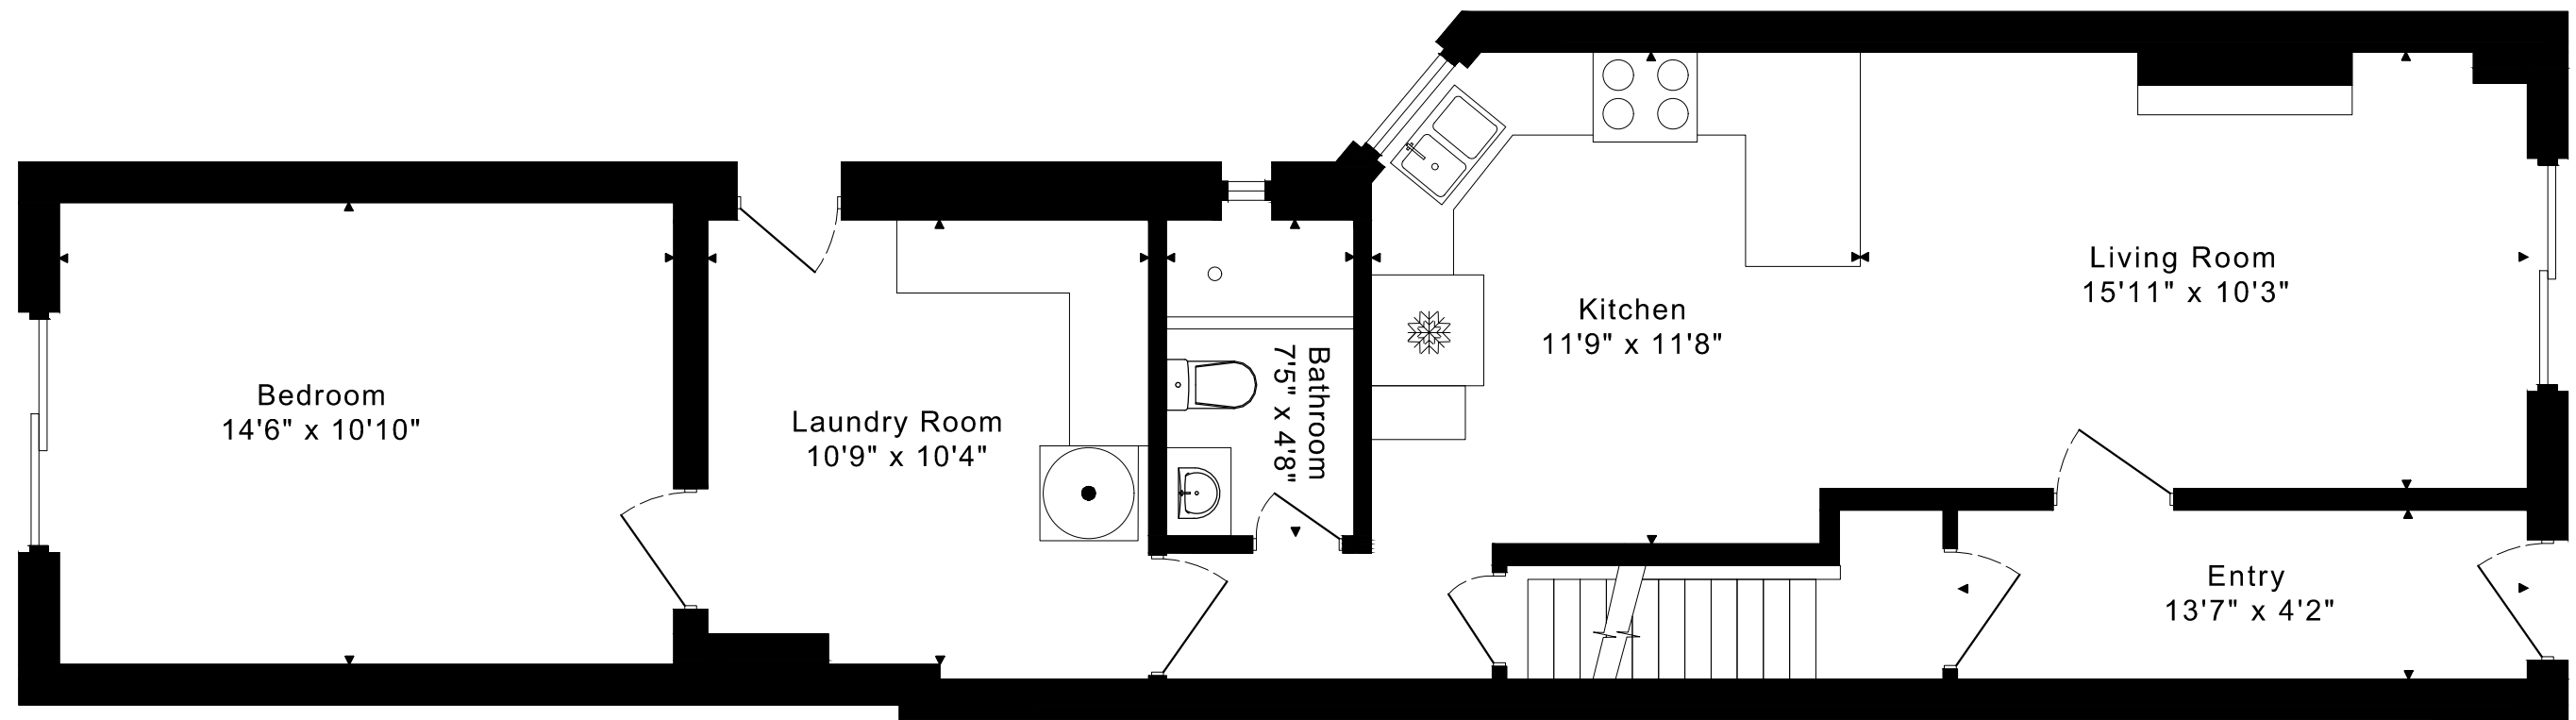 Bedroom
14'6" x 10'10"
Laundry Room
10'9" x 10'4"
Bathroom
7'5" x 4'8"
Kitchen
11'9" x 11'8"
Living Room
15'11" x 10'3"
Entry
13'7" x 4'2"